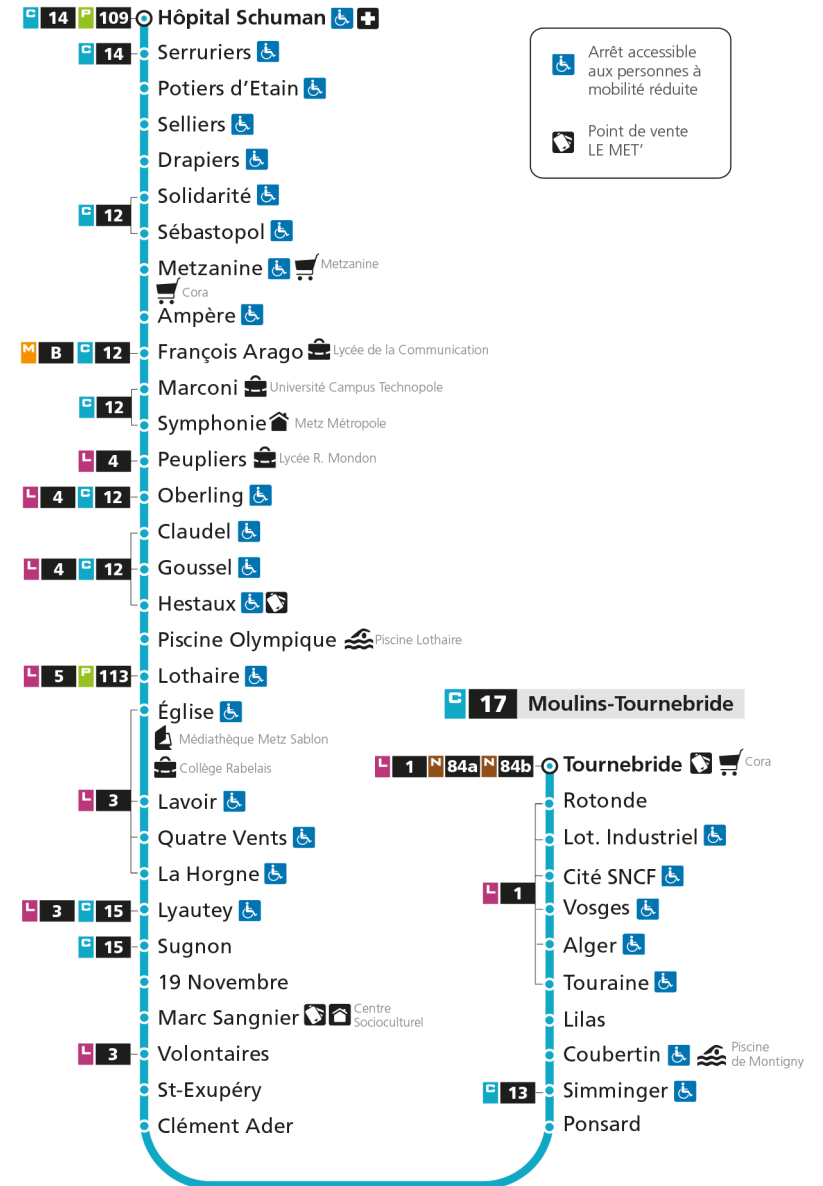 C 14 P 109 Hôpital Schuman
C 14 Serruriers
Potiers d'Etain
Selliers
Drapiers
Solidarité
C 12
Sébastopol
Metzanine Metzanine
Cora
Ampère
M B C 12 François Arago Lycée de la Communication
Marconi Université Campus Technopole
C 12
Symphonie Metz Métropole
L 4 Peupliers Lycée R. Mondon
L 4 C 12 Oberling
Claudel
L 4 C 12 Goussel
Hestaux
Piscine Olympique Piscine Lothaire
L 5 P 113 Lothaire
Église
Médiathèque Metz Sablon
Collège Rabelais
L 3 Lavoir
Quatre Vents
La Horgne
L 3 C 15 Lyautey
C 15 Sugnon
19 Novembre
Marc Sangnier Centre
Socioculturel
L 3 Volontaires
St-Exupéry
Clément Ader
Arrêt accessible
aux personnes à
mobilité réduite
Point de vente
LE MET'
C 17 Moulins-Tournebride
L 1 N 84a N 84b Tournebride Cora
Rotonde
Lot. Industriel
Cité SNCF
L 1
Vosges
Alger
Touraine
Lilas
Coubertin Piscine
de Montigny
C 13 Simminger
Ponsard